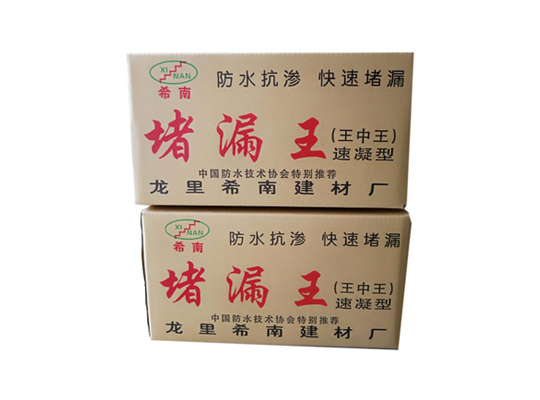 XI
NAN
希南
防水抗渗 快速堵漏
堵漏王
(王中王)
速凝型
中国防水技术协会特别推荐
龙里希南建材厂
XI
NAN
希南
防水抗渗 快速堵漏
堵漏王
(王中王)
速凝型
中国防水技术协会特别推荐
龙里希南建材厂